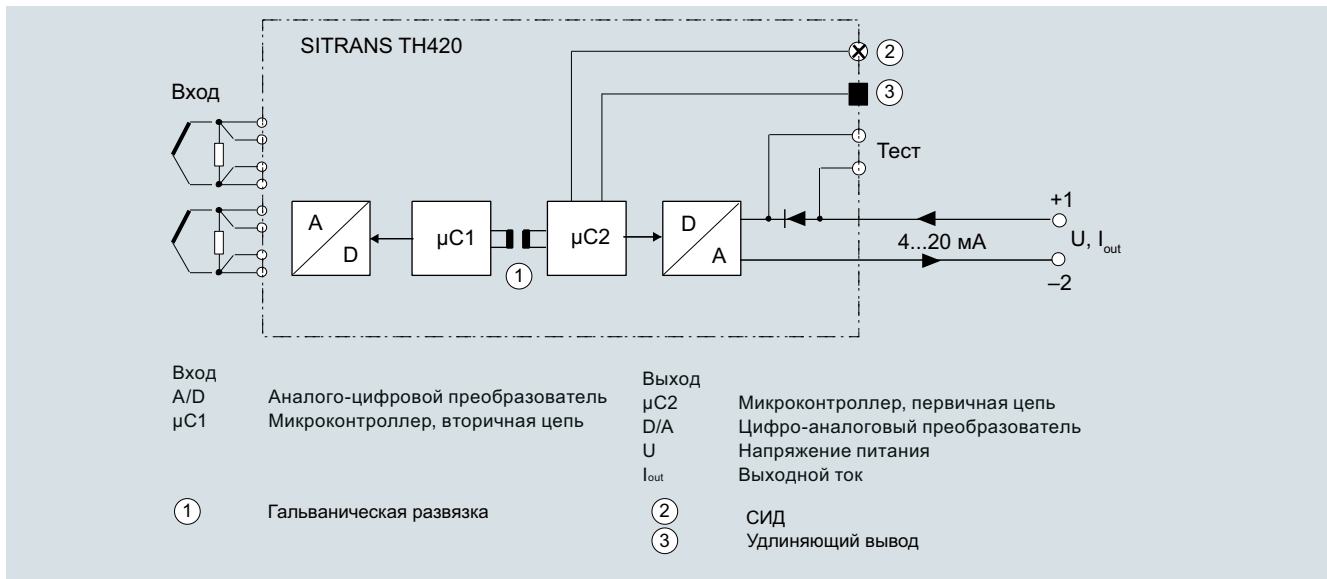 SITRANS TH420
2
Вход
3
Тест
+1
A
D
µC1
µC2
D
A
4...20 мА
U, Iout
1
–2
Вход
A/D Аналого-цифровой преобразователь
µC1 Микроконтроллер, вторичная цепь
1 Гальваническая развязка
Выход
µC2 Микроконтроллер, первичная цепь
D/A Цифро-аналоговый преобразователь
U Напряжение питания
Iout Выходной ток
2 СИД
3 Удлиняющий вывод